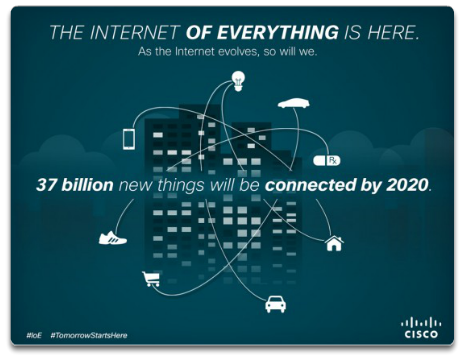 THE INTERNET OF EVERYTHING IS HERE.
As the Internet evolves, so will we.
Rx
37 billion new things will be connected by 2020.
#IoE #TomorrowStartsHere
CISCO